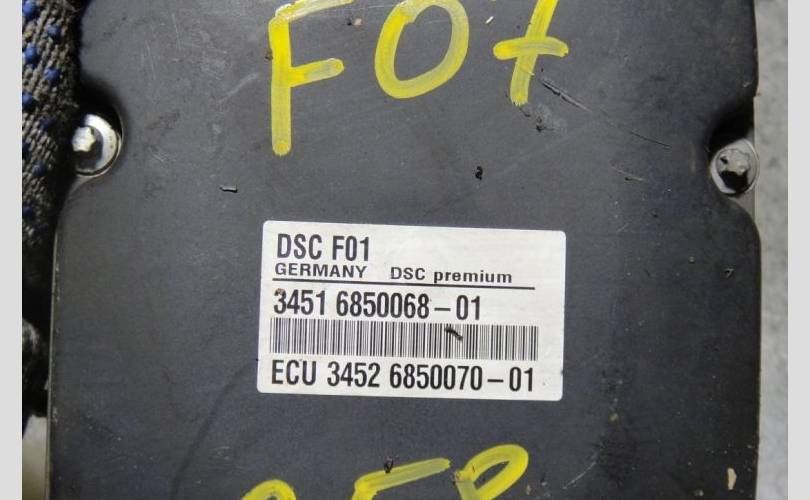 F07
DSC F01
GERMANY DSC premium
3451 6850068-01
ECU 3452 6850070-01